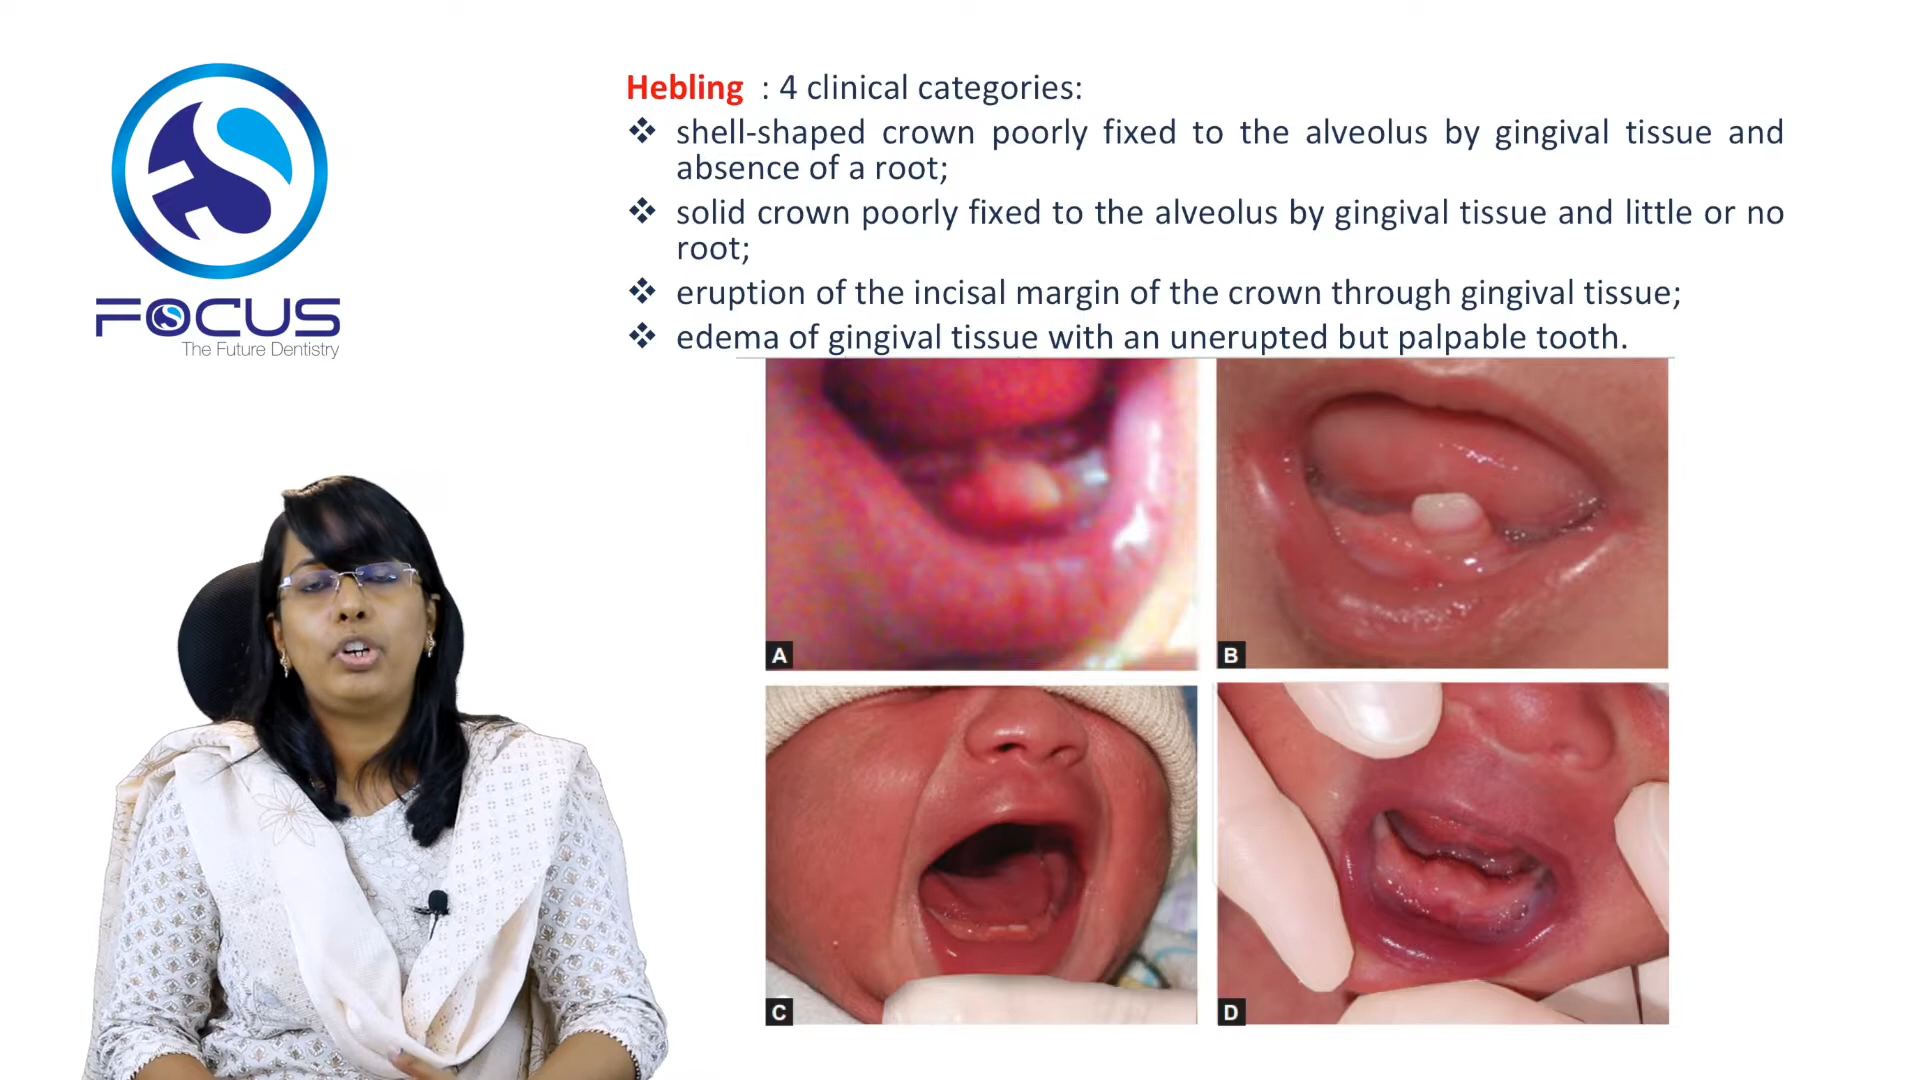 FOCUS
The Future Dentistry
Hebling : 4 clinical categories:
❖ shell-shaped crown poorly fixed to the alveolus by gingival tissue and
absence of a root;
❖ solid crown poorly fixed to the alveolus by gingival tissue and little or no
root;
❖ eruption of the incisal margin of the crown through gingival tissue;
❖ edema of gingival tissue with an unerupted but palpable tooth.
A
B
C
D